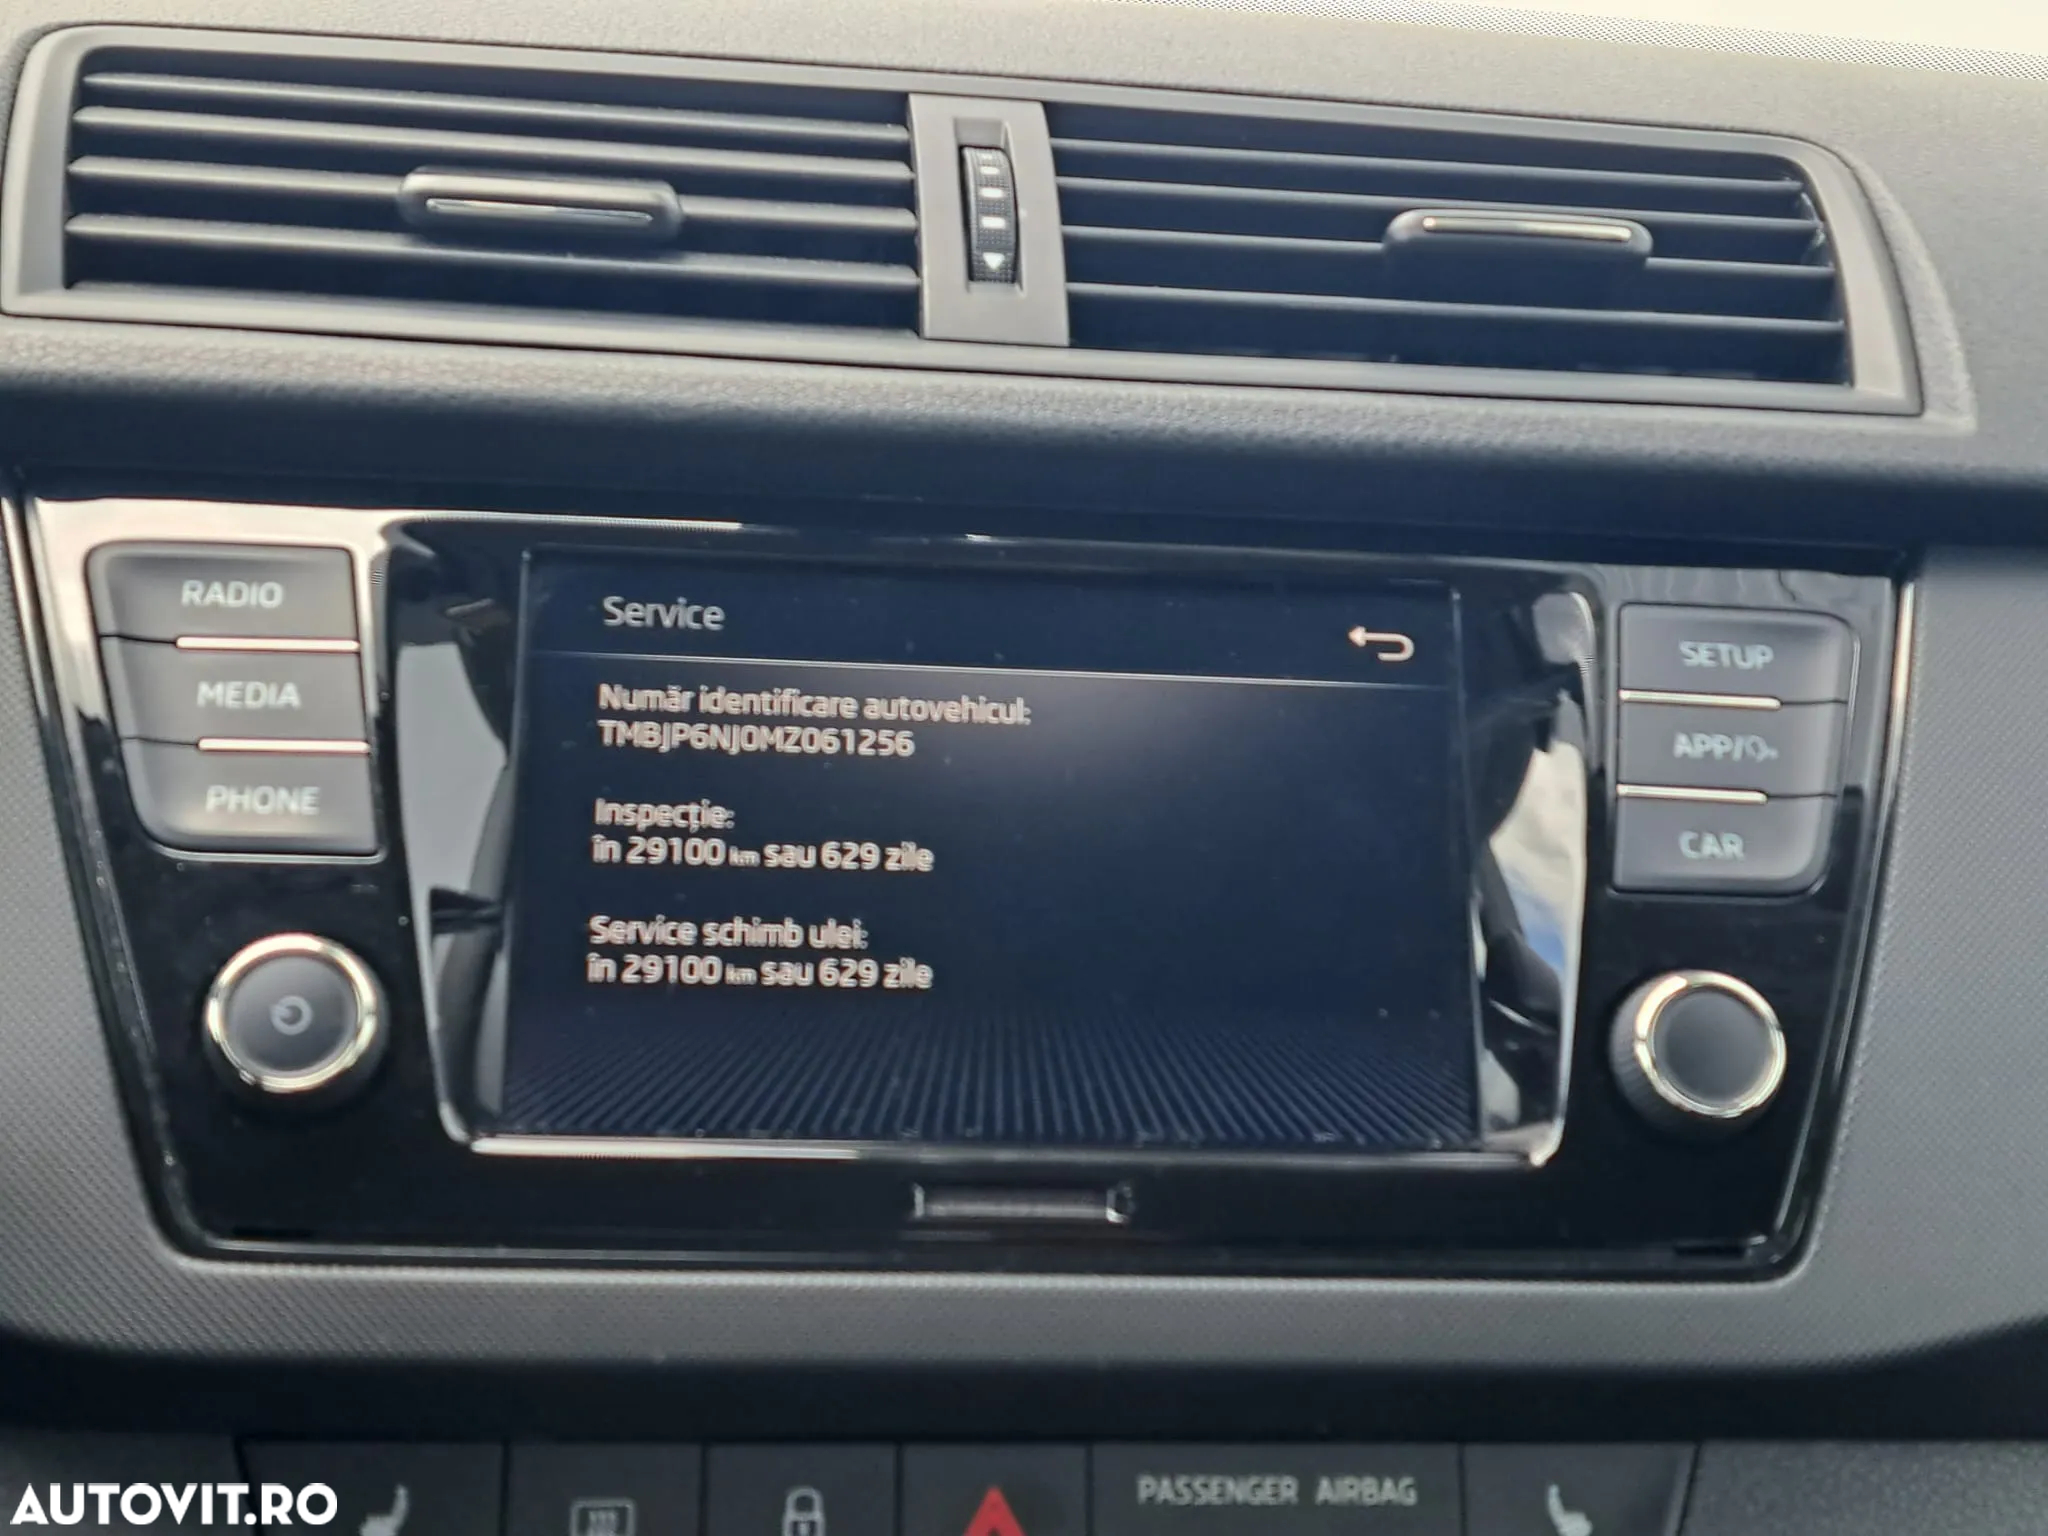 RADIO
MEDIA
PHONE
Service
Număr identificare autovehicul:
TMBJP6NJ0MZ061256
Inspecție:
în 29100 km sau 629 zile
Service schimb ulei:
în 29100 km sau 629 zile
SETUP
APP/
CAR
PASSENGER AIRBAG
AUTOVIT.RO